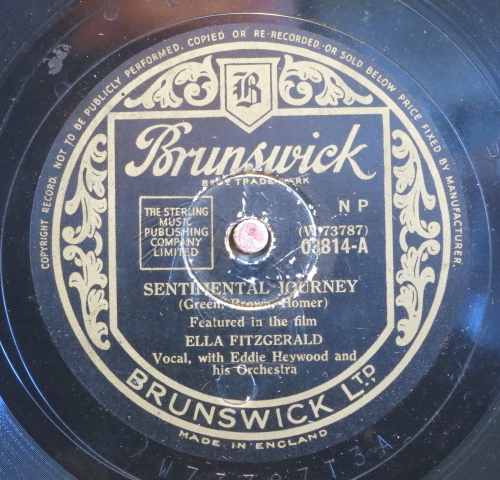 COPYRIGHT RECORD. NOT TO BE PUBLICLY PERFORMED, COPIED OR RE-RECORDED, OR SOLD BELOW PRICE FIXED BY MANUFACTURER.
B
Brunswick
REGD TRADE MARK
THE STERLING
MUSIC
PUBLISHING
COMPANY
LIMITED
NP
(W73787)
03814-A
SENTIMENTAL JOURNEY
(Green, Brown, Homer)
Featured in the film
ELLA FITZGERALD
Vocal, with Eddie Heywood and
his Orchestra
BRUNSWICK LTD.
MADE IN ENGLAND
W73787T3A